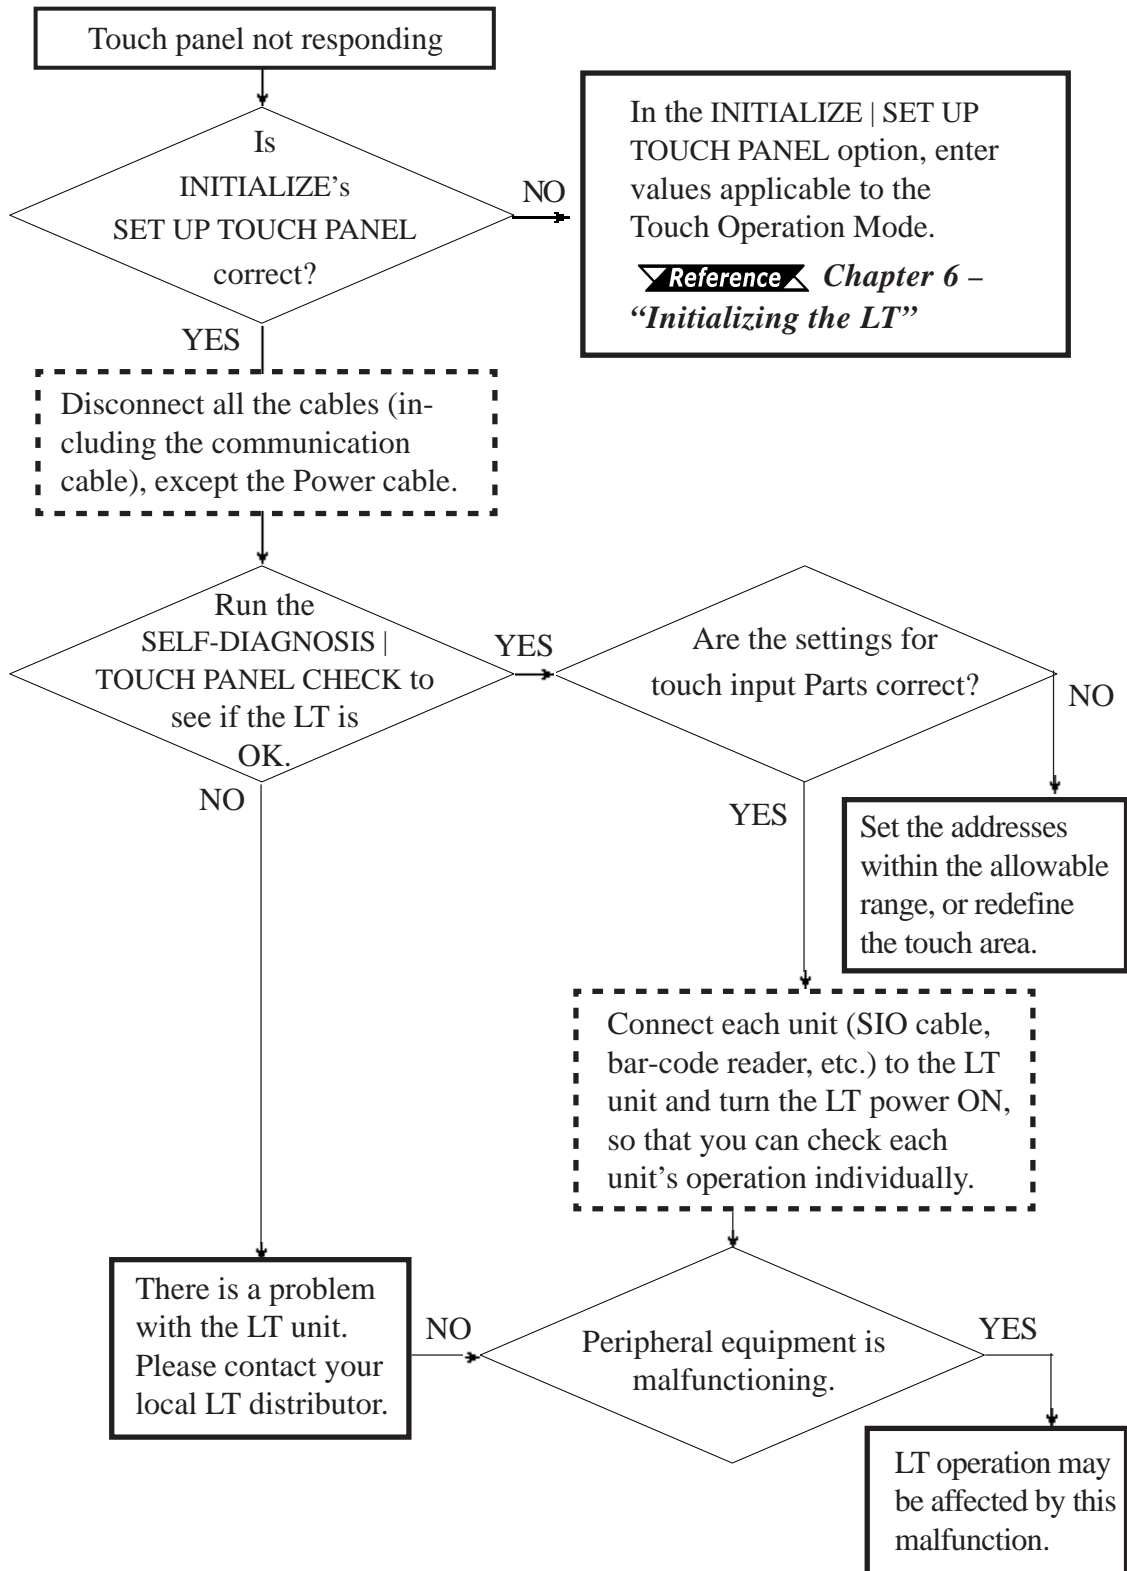 Touch panel not responding
Is
INITIALIZE's
SET UP TOUCH PANEL
correct?
NO
In the INITIALIZE | SET UP
TOUCH PANEL option, enter
values applicable to the
Touch Operation Mode.
Reference Chapter 6 –
“Initializing the LT”
YES
Disconnect all the cables (in-
cluding the communication
cable), except the Power cable.
Run the
SELF-DIAGNOSIS |
TOUCH PANEL CHECK to
see if the LT is
OK.
YES
Are the settings for
touch input Parts correct?
NO
NO
YES
Set the addresses
within the allowable
range, or redefine
the touch area.
Connect each unit (SIO cable,
bar-code reader, etc.) to the LT
unit and turn the LT power ON,
so that you can check each
unit's operation individually.
There is a problem
with the LT unit.
Please contact your
local LT distributor.
NO
Peripheral equipment is
malfunctioning.
YES
LT operation may
be affected by this
malfunction.